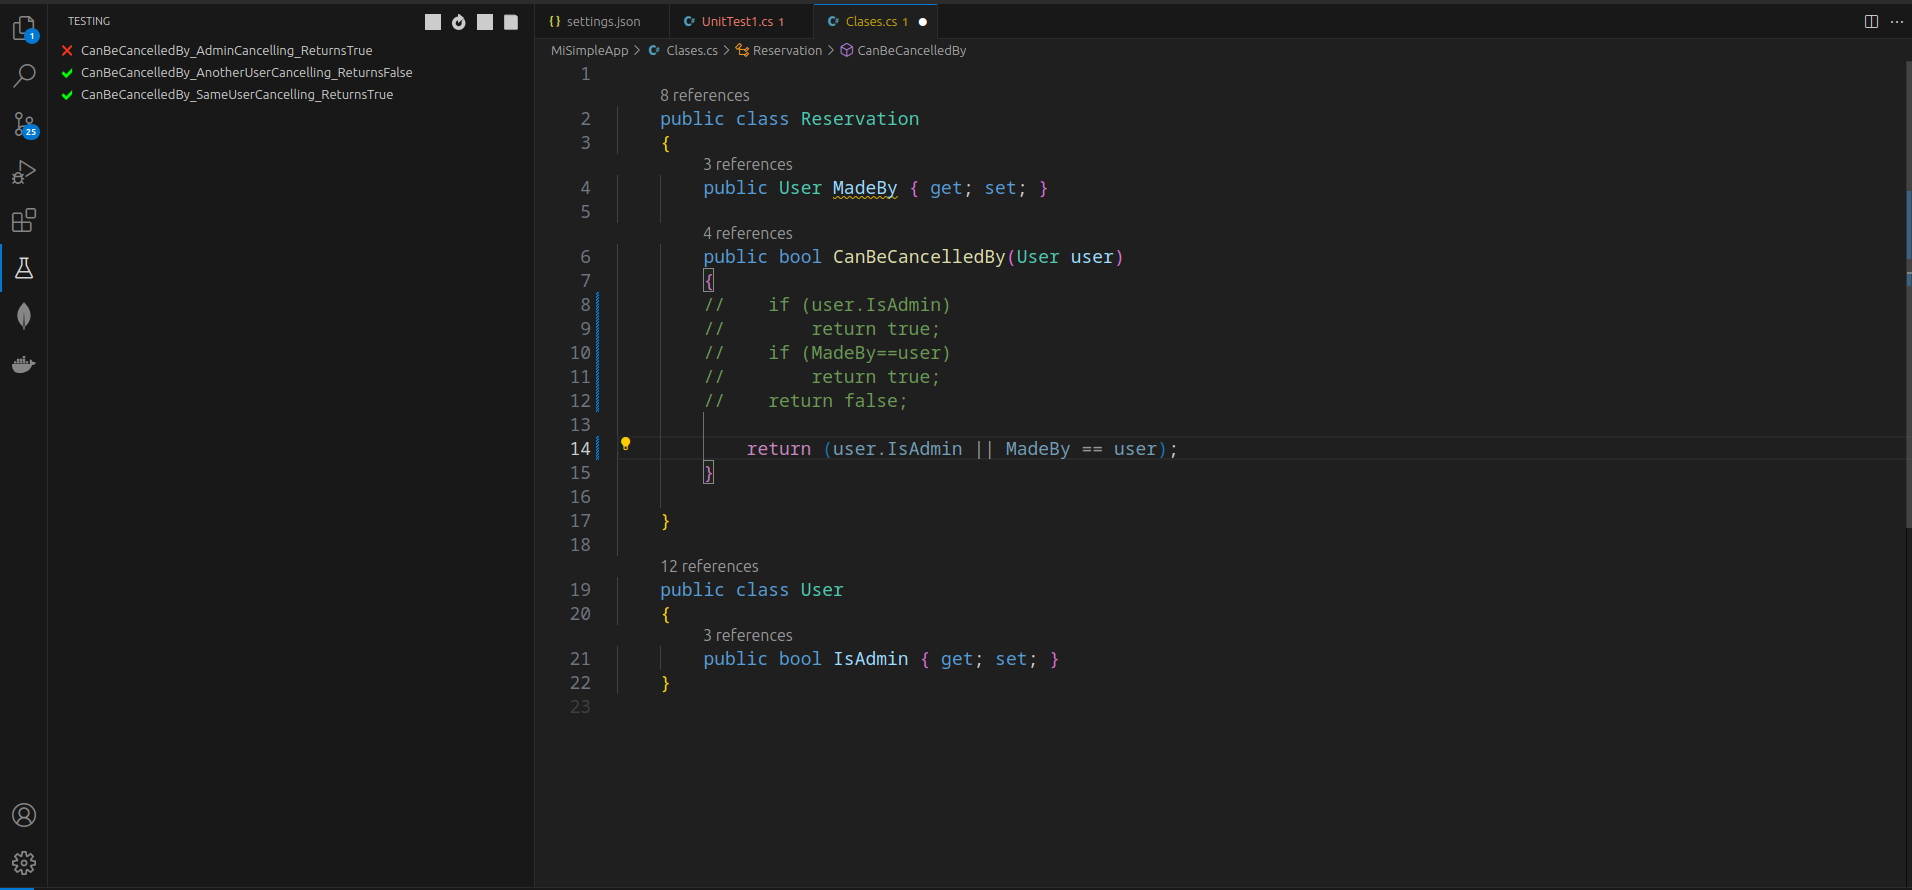 TESTING
CanBeCancelledBy_AdminCancelling_ReturnsTrue
CanBeCancelledBy_AnotherUserCancelling_ReturnsFalse
CanBeCancelledBy_SameUserCancelling_ReturnsTrue
1
25
{} settings.json
C# UnitTest1.cs 1
C# Clases.cs 1
MiSimpleApp > C# Clases.cs > Reservation > CanBeCancelledBy
1
8 references
2 public class Reservation
3 {
3 references
4 public User MadeBy { get; set; }
5
4 references
6 public bool CanBeCancelledBy(User user)
7 {
8 //    if (user.IsAdmin)
9 //        return true;
10 //    if (MadeBy==user)
11 //        return true;
12 //    return false;
13
14 return (user.IsAdmin || MadeBy == user);
15 }
16
17 }
18
12 references
19 public class User
20 {
3 references
21 public bool IsAdmin { get; set; }
22 }
23